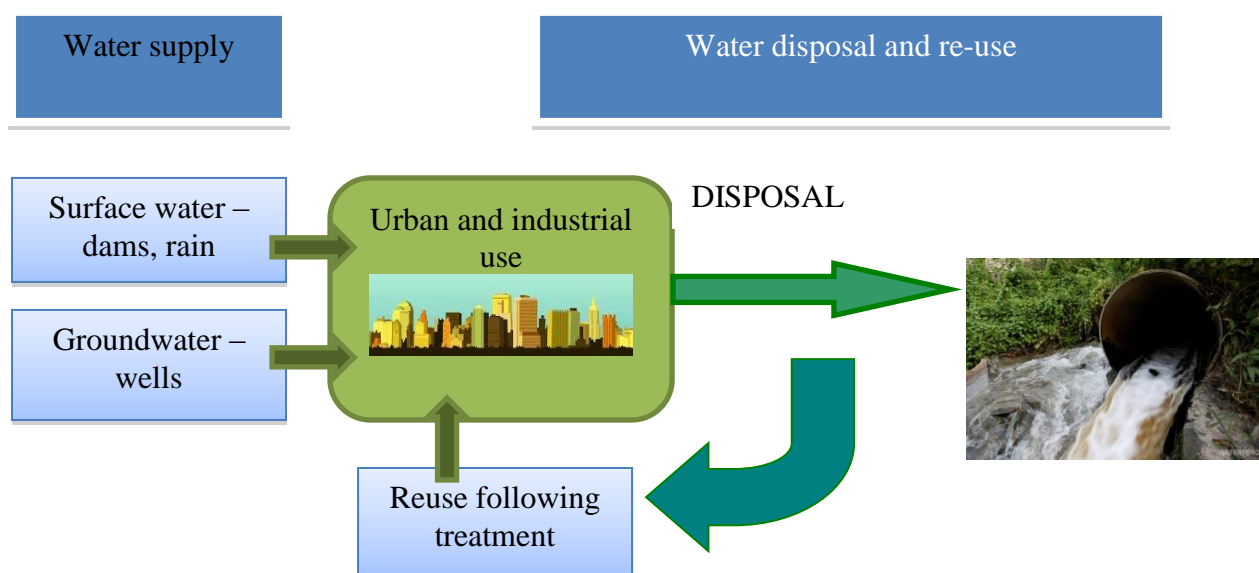 Water supply
Water disposal and re-use
Surface water –
dams, rain
Urban and industrial
use
DISPOSAL
Groundwater –
wells
Reuse following
treatment